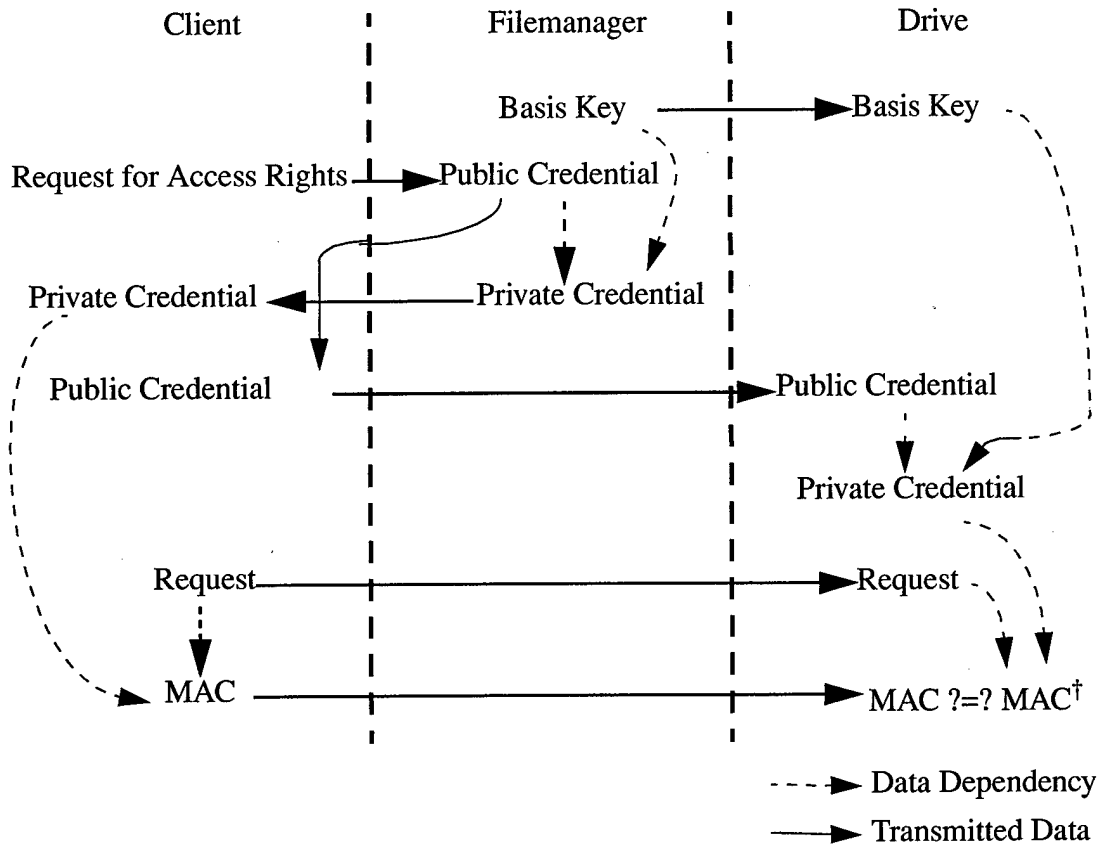 Client Filemanager Drive
Basis Key Basis Key
Request for Access Rights Public Credential
Private Credential Private Credential
Public Credential Public Credential
Private Credential
Request Request
MAC MAC ?=? MAC†
Data Dependency
Transmitted Data